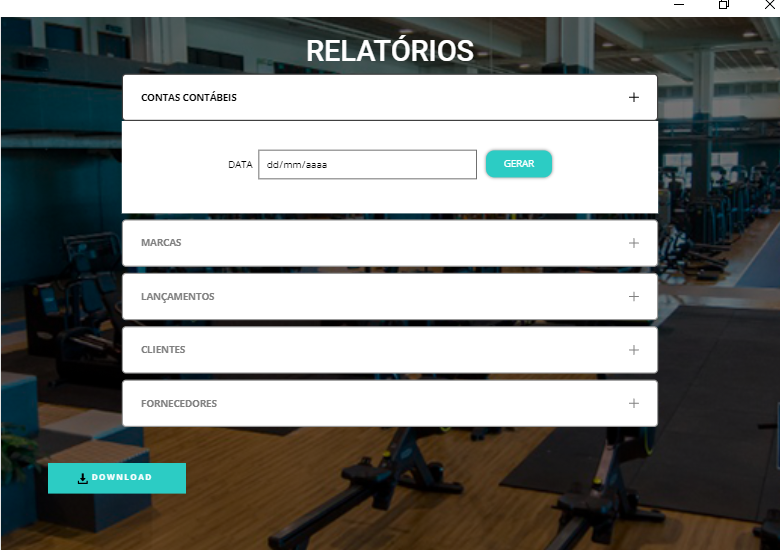 RELATÓRIOS
CONTAS CONTÁBEIS
DATA dd/mm/aaaa GERAR
MARCAS
LANÇAMENTOS
CLIENTES
FORNECEDORES
DOWNLOAD